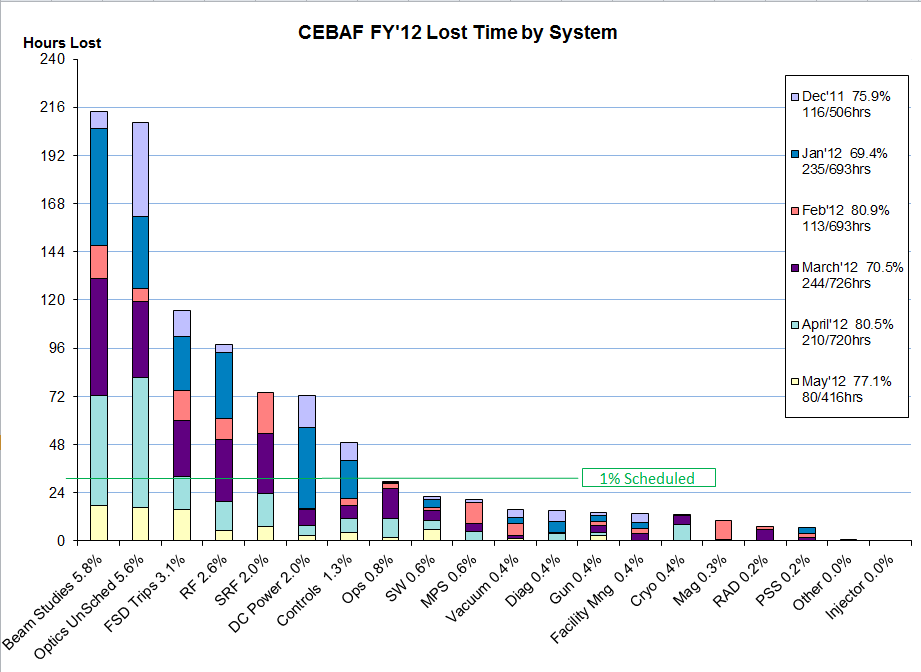 CEBAF FY'12 Lost Time by System
Hours Lost
240
216
192
168
144
120
96
72
48
24
0
Dec'11 75.9%
116/506hrs
Jan'12 69.4%
235/693hrs
Feb'12 80.9%
113/693hrs
March'12 70.5%
244/726hrs
April'12 80.5%
210/720hrs
May'12 77.1%
80/416hrs
1% Scheduled
Beam Studies 5.8%
Optics UnSched 5.6%
FSD Trips 3.1%
RF 2.6%
SRF 2.0%
DC Power 2.0%
Controls 1.3%
Ops 0.8%
SW 0.6%
MPS 0.6%
Vacuum 0.4%
Diag 0.4%
Gun 0.4%
Facility Mng 0.4%
Cryo 0.4%
Mag 0.3%
RAD 0.2%
PSS 0.2%
Other 0.0%
Injector 0.0%